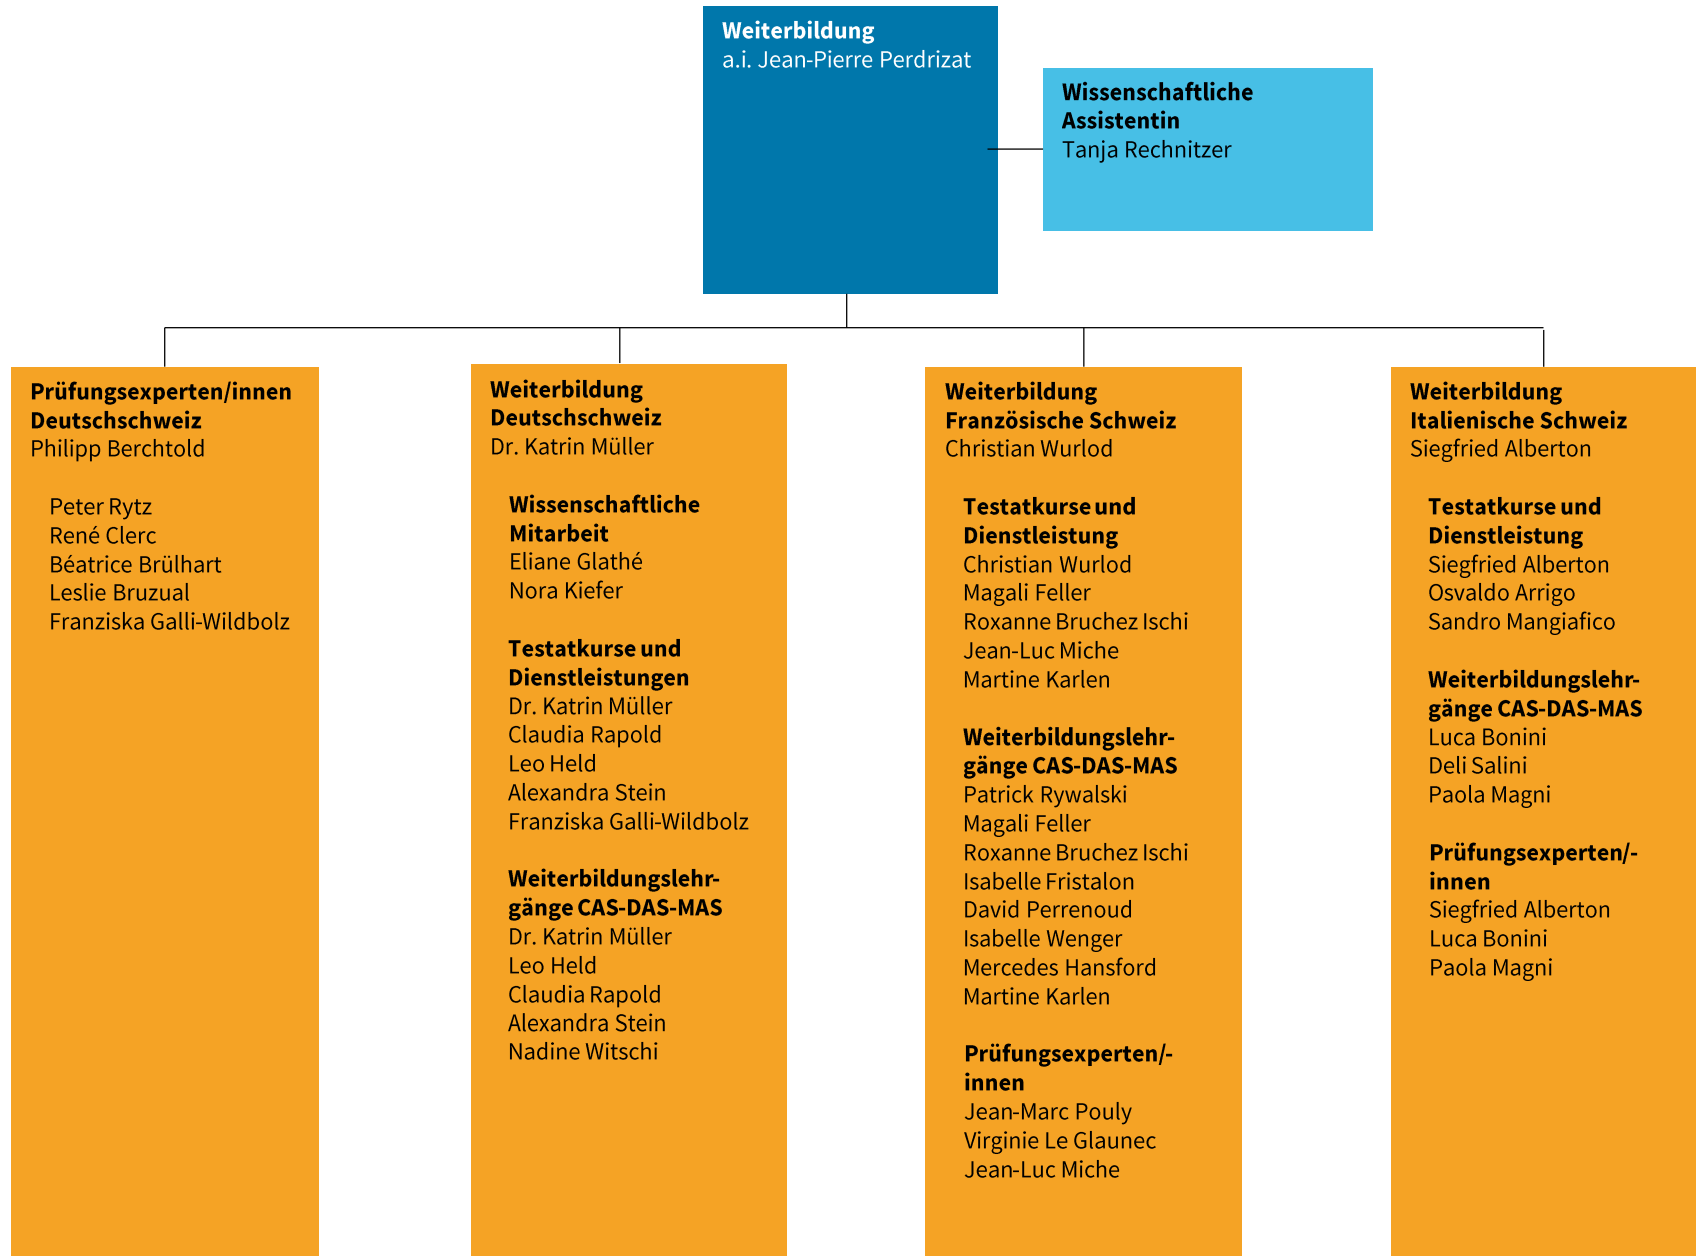 Weiterbildung
a.i. Jean-Pierre Perdrizat
Wissenschaftliche
Assistentin
Tanja Rechnitzer
Prüfungsexperten/innen
Deutschschweiz
Philipp Berchtold
Peter Rytz
René Clerc
Béatrice Brülhart
Leslie Bruzual
Franziska Galli-Wildbolz
Weiterbildung
Deutschschweiz
Dr. Katrin Müller
Wissenschaftliche
Mitarbeit
Eliane Glathé
Nora Kiefer
Testatkurse und
Dienstleistungen
Dr. Katrin Müller
Claudia Rapold
Leo Held
Alexandra Stein
Franziska Galli-Wildbolz
Weiterbildungslehr-
gänge CAS-DAS-MAS
Dr. Katrin Müller
Leo Held
Claudia Rapold
Alexandra Stein
Nadine Witschi
Weiterbildung
Französische Schweiz
Christian Wurlod
Testatkurse und
Dienstleistung
Christian Wurlod
Magali Feller
Roxanne Bruchez Ischi
Jean-Luc Miche
Martine Karlen
Weiterbildungslehr-
gänge CAS-DAS-MAS
Patrick Rywalski
Magali Feller
Roxanne Bruchez Ischi
Isabelle Fristalon
David Perrenoud
Isabelle Wenger
Mercedes Hansford
Martine Karlen
Prüfungsexperten/-
innen
Jean-Marc Pouly
Virginie Le Glaunec
Jean-Luc Miche
Weiterbildung
Italienische Schweiz
Siegfried Alberton
Testatkurse und
Dienstleistung
Siegfried Alberton
Osvaldo Arrigo
Sandro Mangiafico
Weiterbildungslehr-
gänge CAS-DAS-MAS
Luca Bonini
Deli Salini
Paola Magni
Prüfungsexperten/-
innen
Siegfried Alberton
Luca Bonini
Paola Magni